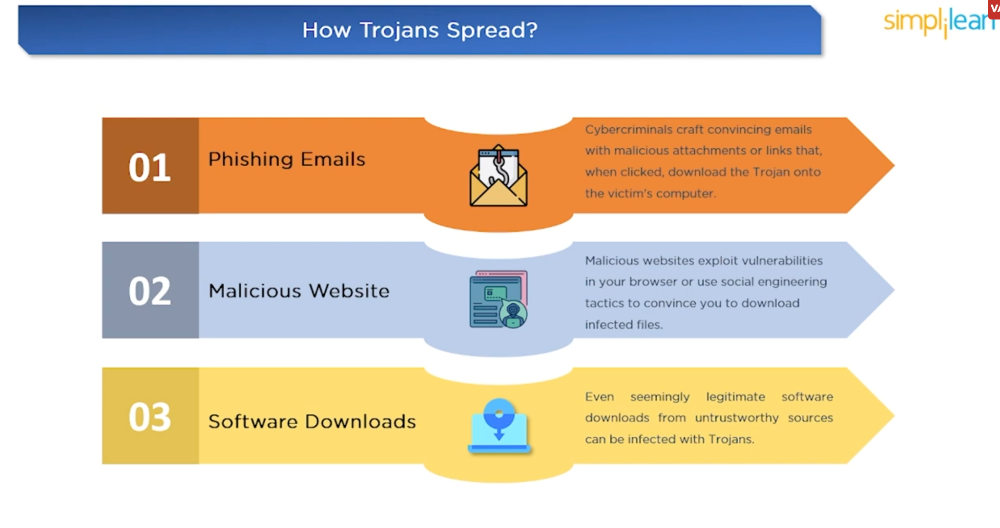 How Trojans Spread?
simplilearn
01
Phishing Emails
Cybercriminals craft convincing emails
with malicious attachments or links that,
when clicked, download the Trojan onto
the victim's computer.
02
Malicious Website
Malicious websites exploit vulnerabilities
in your browser or use social engineering
tactics to convince you to download
infected files.
03
Software Downloads
Even seemingly legitimate software
downloads from untrustworthy sources
can be infected with Trojans.